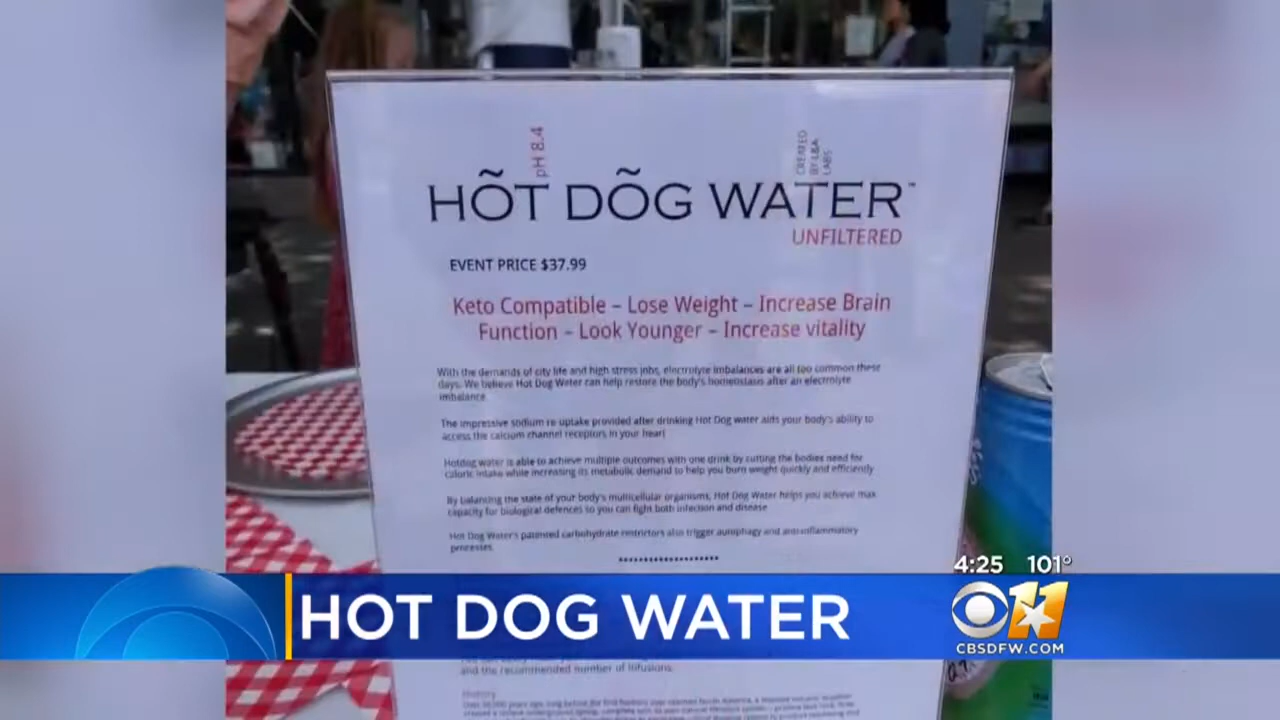 pH 8.4
CREATED
BY L&A
LABS
HÕT DÕG WATER™
UNFILTERED
EVENT PRICE $37.99
Keto Compatible – Lose Weight – Increase Brain
Function – Look Younger – Increase vitality
With the demands of city life and high stress jobs, electrolyte imbalances are all too common these
days. We believe Hot Dog Water can help restore the body's homeostasis after an electrolyte
imbalance.
The impressive sodium re-uptake provided after drinking Hot Dog water aids your body's ability to
access the calcium channel receptors in your heart
Hotdog water is able to achieve multiple outcomes with one drink by cutting the bodies need for
caloric intake while increasing its metabolic demand to help you burn weight quickly and efficiently
By balancing the state of your body's multicellular organisms, Hot Dog Water helps you achieve max
capacity for biological defences so you can fight both infection and disease
Hot Dog Water's patented carbohydrate restrictors also trigger autophagy and anti-inflammatory
processes.
4:25 101°
HOT DOG WATER
11
CBSDFW.COM
and the recommended number of infusions.
History